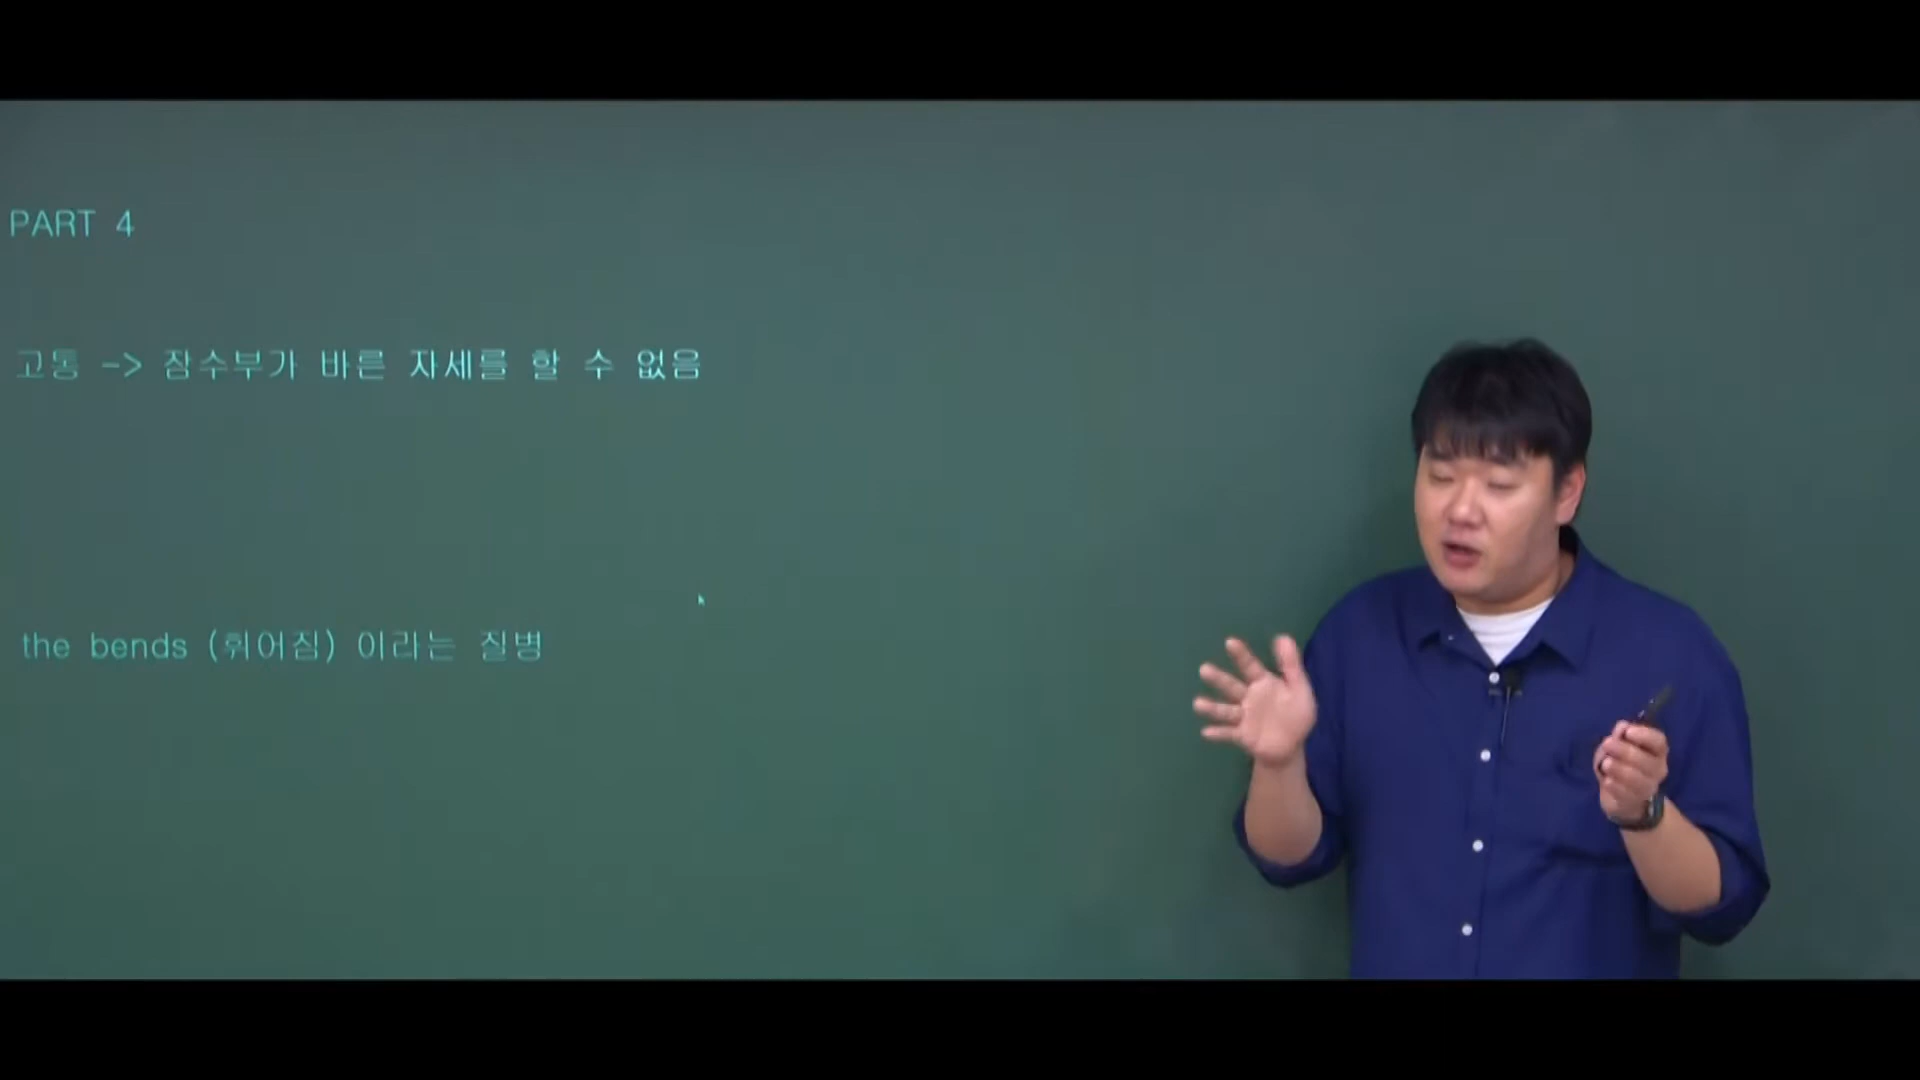 PART 4
고통 -> 잠수부가 바른 자세를 할 수 없음
the bends (휘어짐) 이라는 질병